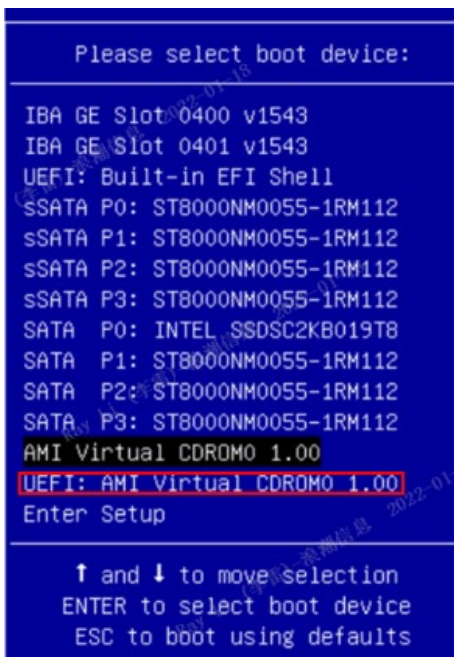 Please select boot device:
IBA GE Slot 0400 v1543
IBA GE Slot 0401 v1543
UEFI: Built-in EFI Shell
sSATA P0: ST8000NM0055-1RM112
sSATA P1: ST8000NM0055-1RM112
sSATA P2: ST8000NM0055-1RM112
sSATA P3: ST8000NM0055-1RM112
SATA  P0: INTEL SSDSC2KB019T8
SATA  P1: ST8000NM0055-1RM112
SATA  P2: ST8000NM0055-1RM112
SATA  P3: ST8000NM0055-1RM112
AMI Virtual CDROM0 1.00
UEFI: AMI Virtual CDROM0 1.00
Enter Setup
↑ and ↓ to move selection
ENTER to select boot device
ESC to boot using defaults